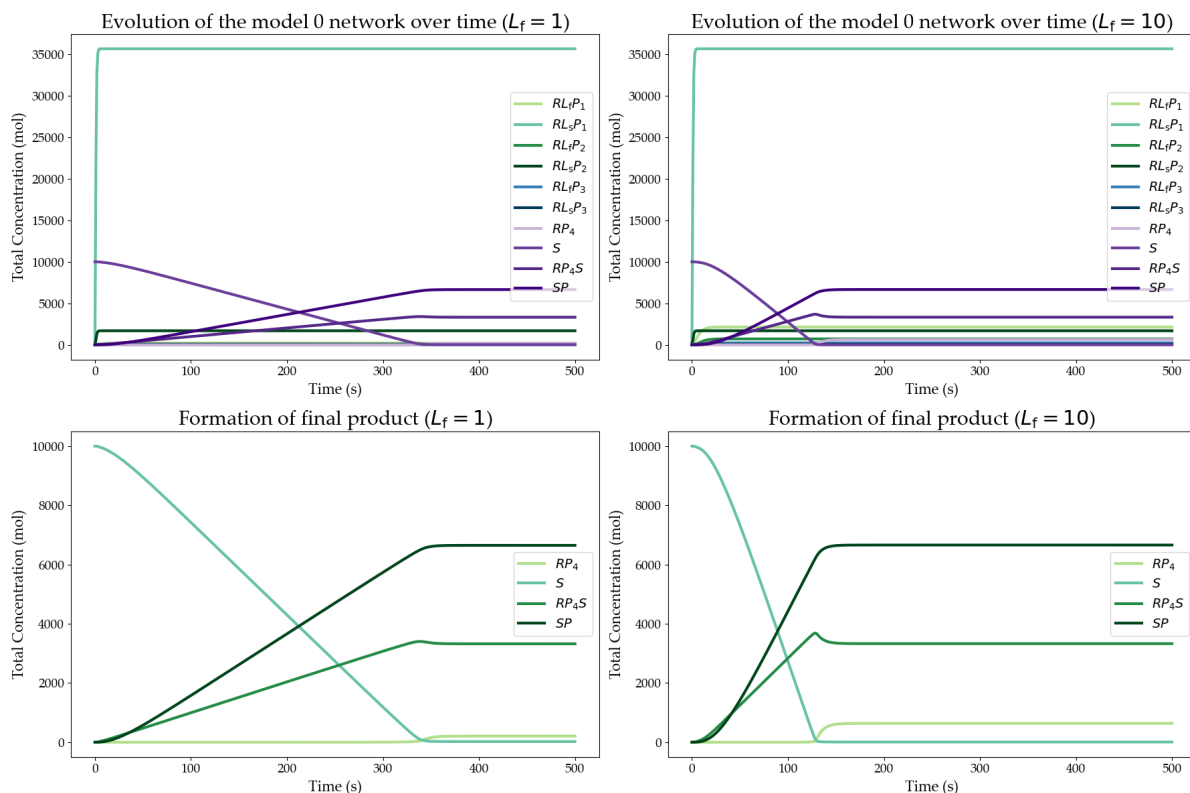 Evolution of the model 0 network over time (L_f = 1)
Total Concentration (mol)
35000
30000
25000
20000
15000
10000
5000
0
0 100 200 300 400 500
Time (s)
RL_fP_1
RL_sP_1
RL_fP_2
RL_sP_2
RL_fP_3
RL_sP_3
RP_4
S
RP_4S
SP
Evolution of the model 0 network over time (L_f = 10)
Total Concentration (mol)
35000
30000
25000
20000
15000
10000
5000
0
0 100 200 300 400 500
Time (s)
RL_fP_1
RL_sP_1
RL_fP_2
RL_sP_2
RL_fP_3
RL_sP_3
RP_4
S
RP_4S
SP
Formation of final product (L_f = 1)
Total Concentration (mol)
10000
8000
6000
4000
2000
0
0 100 200 300 400 500
Time (s)
RP_4
S
RP_4S
SP
Formation of final product (L_f = 10)
Total Concentration (mol)
10000
8000
6000
4000
2000
0
0 100 200 300 400 500
Time (s)
RP_4
S
RP_4S
SP